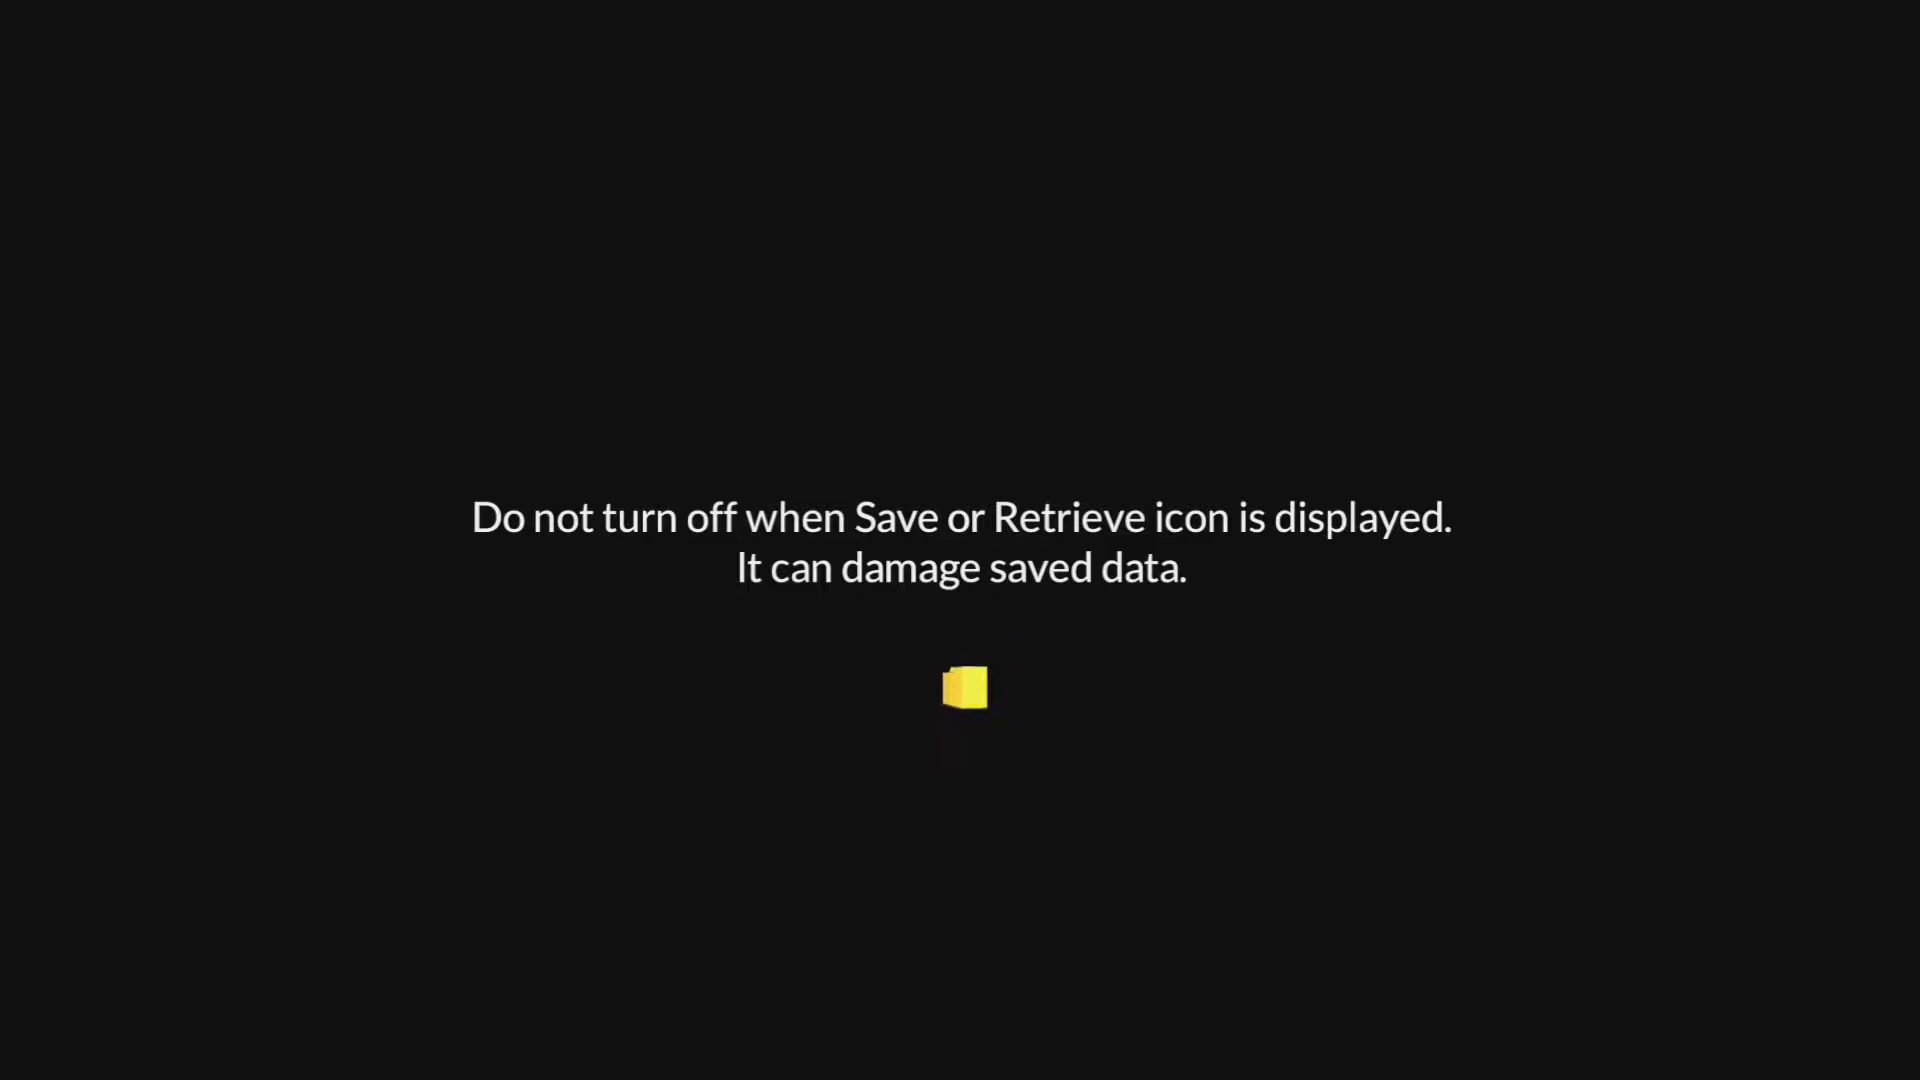 Do not turn off when Save or Retrieve icon is displayed.
It can damage saved data.